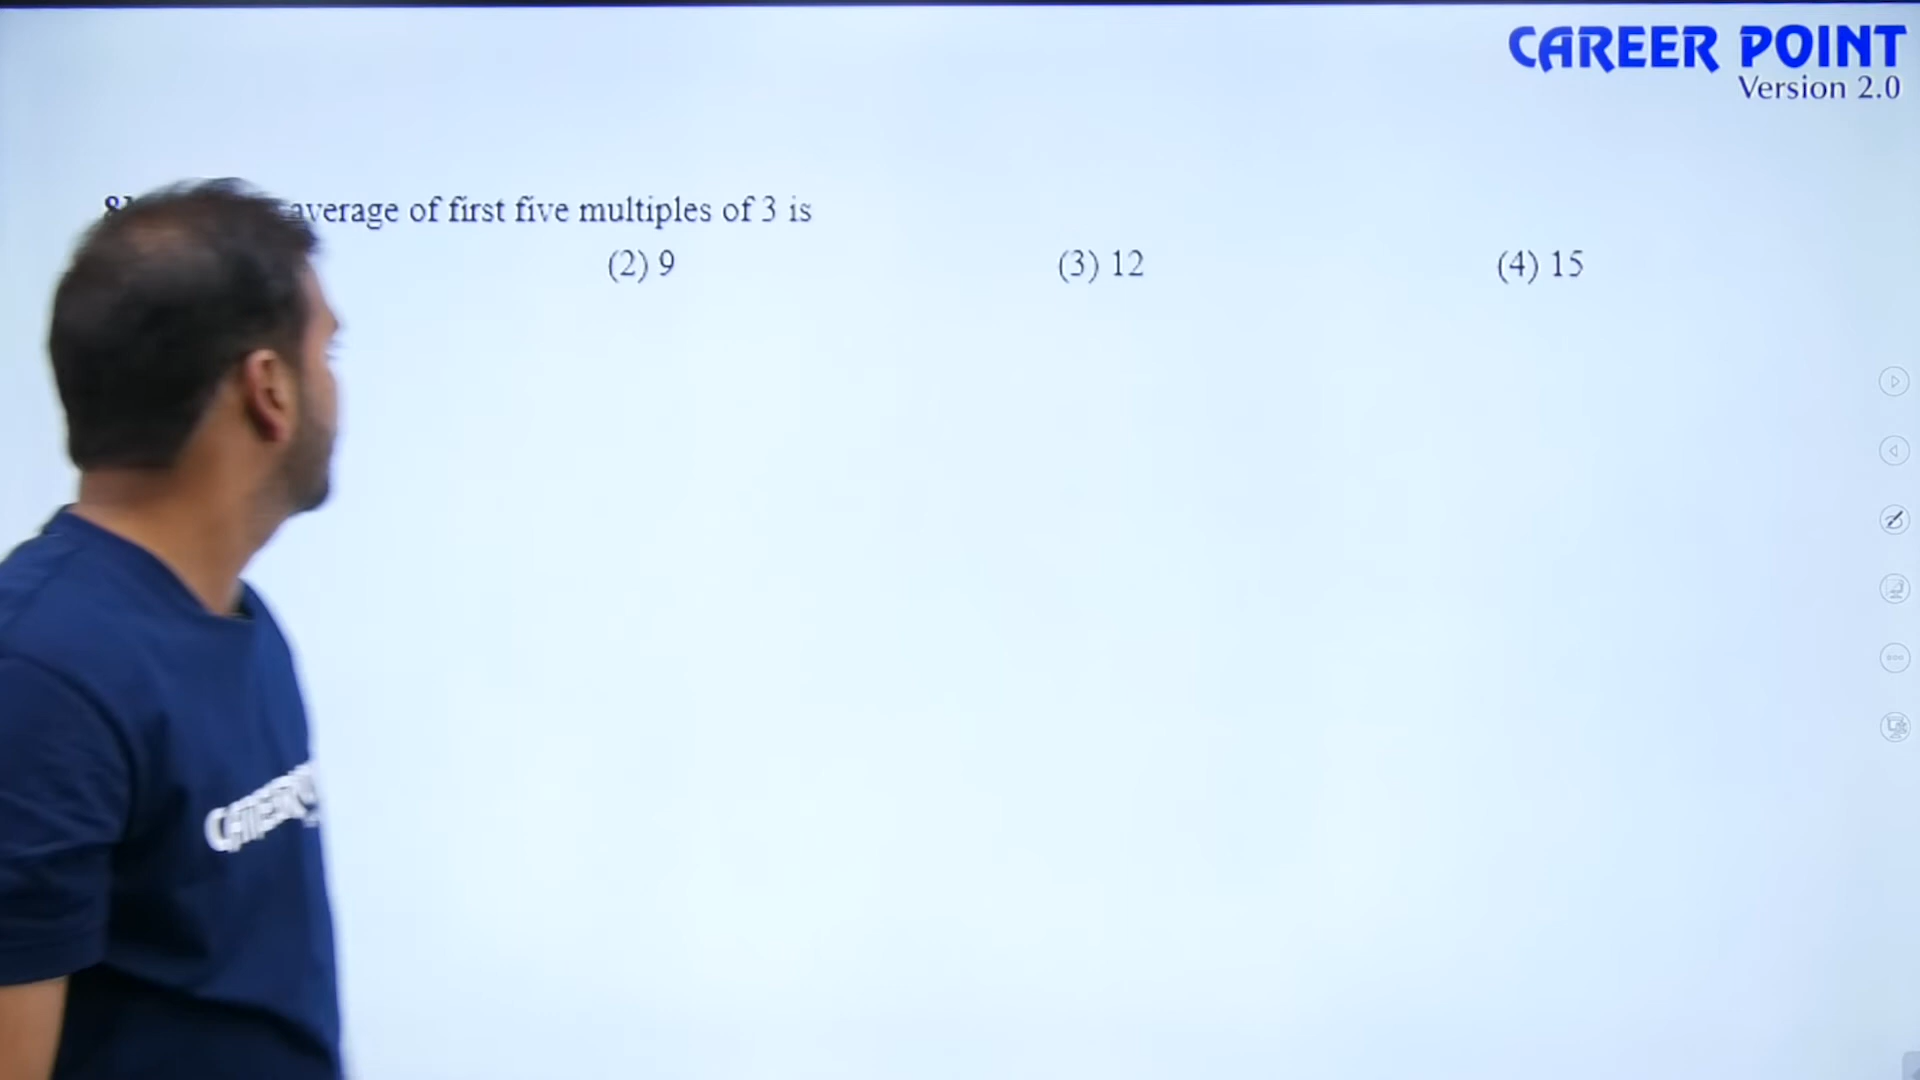 CAREER POINT
Version 2.0
average of first five multiples of 3 is
(2) 9 (3) 12 (4) 15